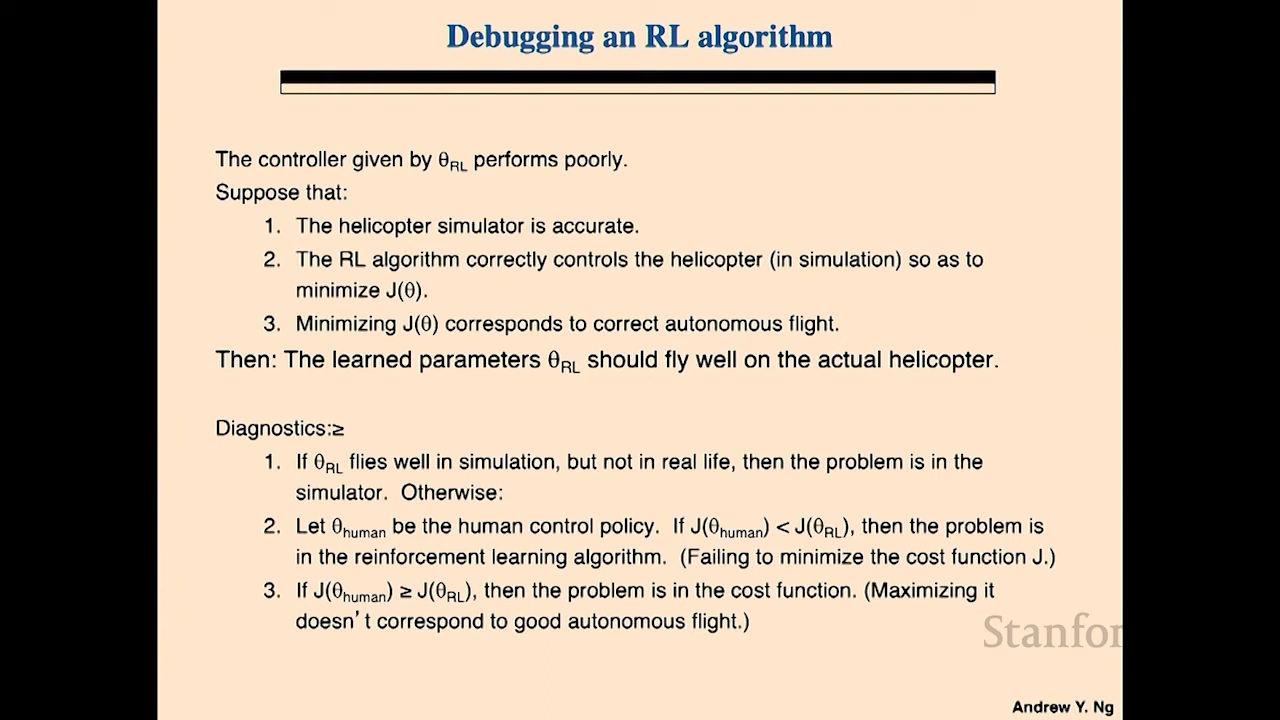 Debugging an RL algorithm
The controller given by θRL performs poorly.
Suppose that:
1. The helicopter simulator is accurate.
2. The RL algorithm correctly controls the helicopter (in simulation) so as to
minimize J(θ).
3. Minimizing J(θ) corresponds to correct autonomous flight.
Then: The learned parameters θRL should fly well on the actual helicopter.
Diagnostics:≥
1. If θRL flies well in simulation, but not in real life, then the problem is in the
simulator. Otherwise:
2. Let θhuman be the human control policy. If J(θhuman) < J(θRL), then the problem is
in the reinforcement learning algorithm. (Failing to minimize the cost function J.)
3. If J(θhuman) ≥ J(θRL), then the problem is in the cost function. (Maximizing it
doesn't correspond to good autonomous flight.)
Stanfor
Andrew Y. Ng